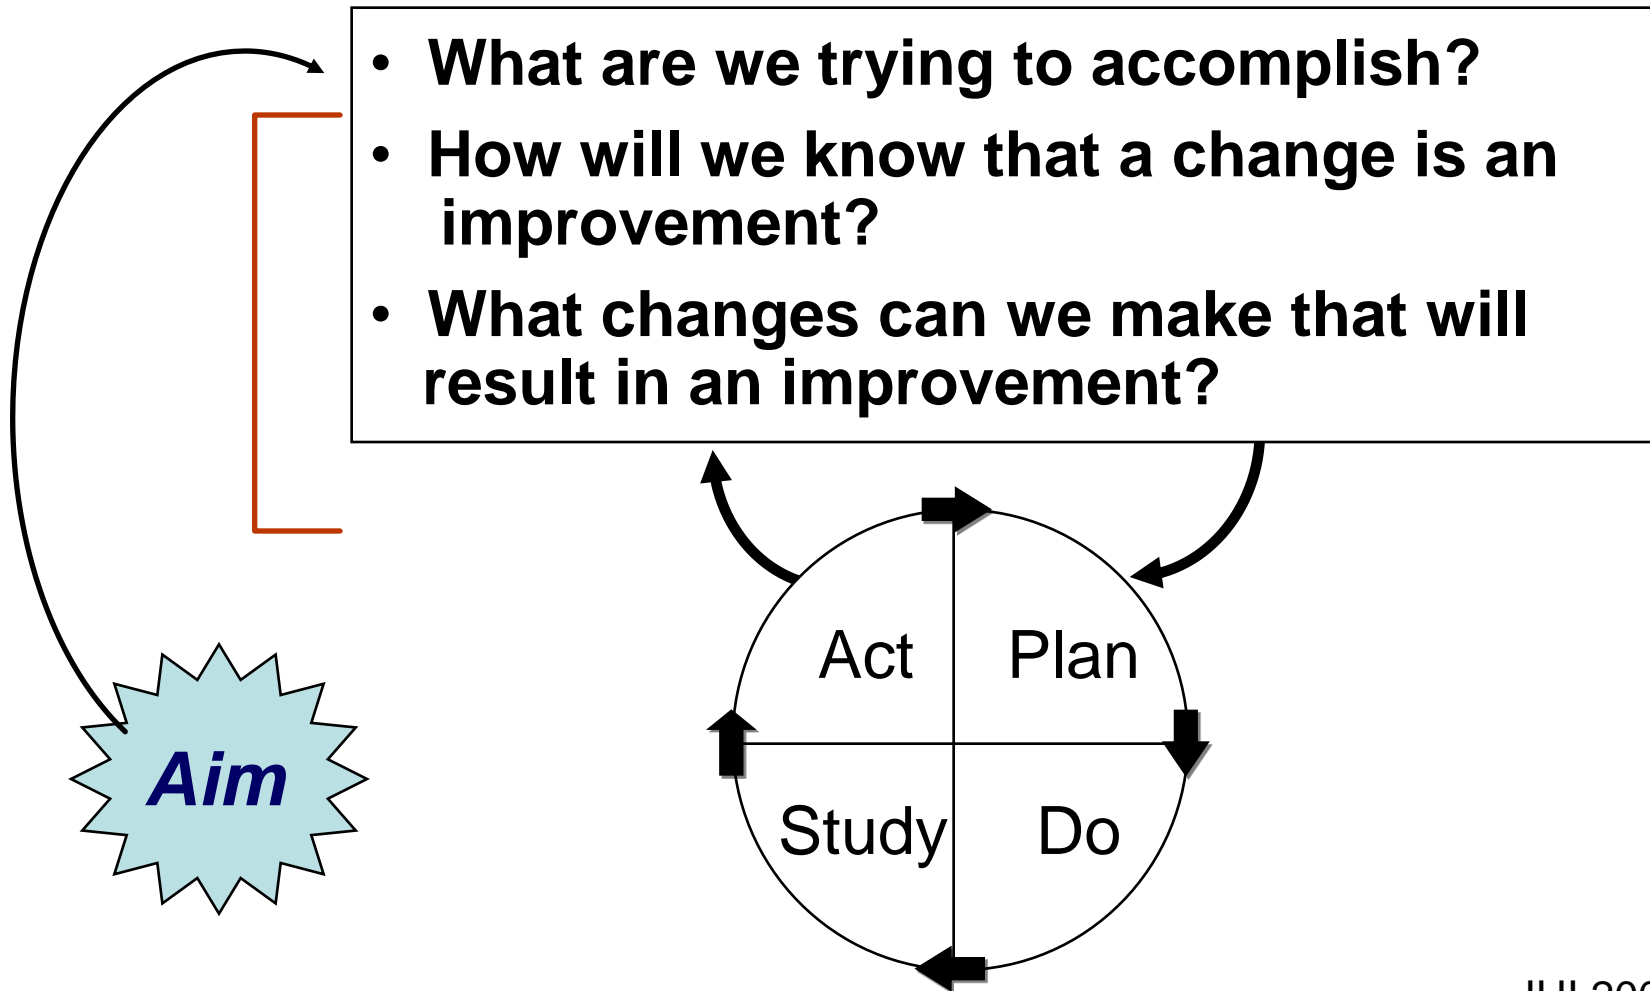 • What are we trying to accomplish?
• How will we know that a change is an
improvement?
• What changes can we make that will
result in an improvement?
Act Plan
Aim
Study Do